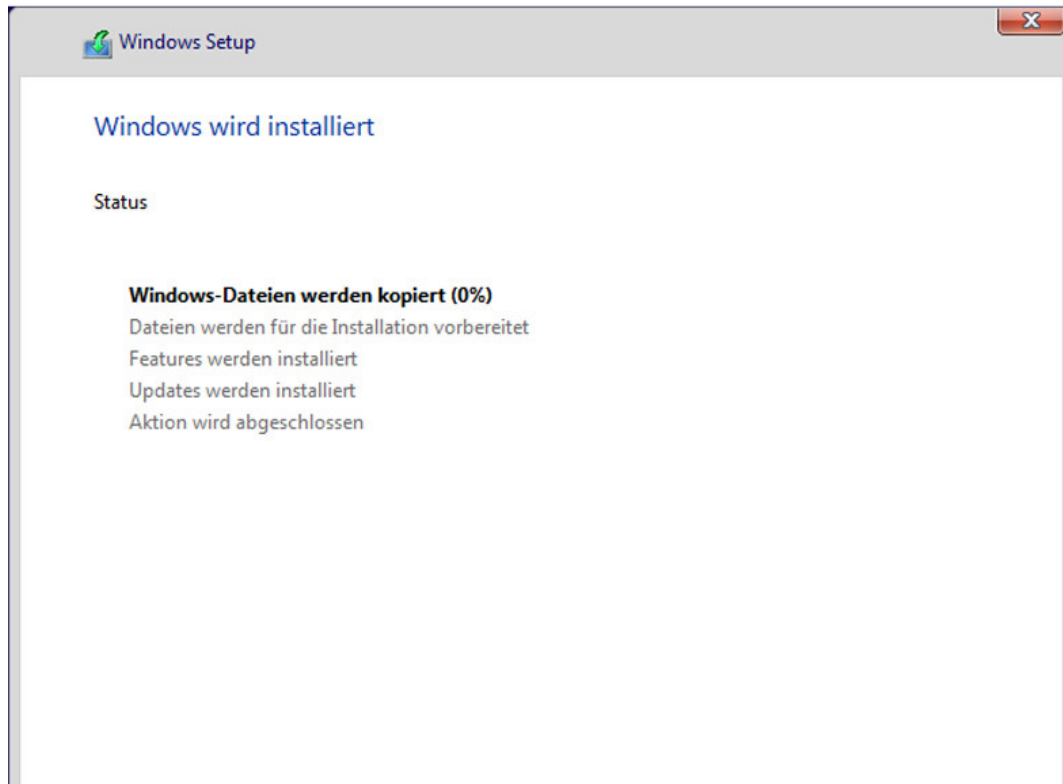 Windows Setup
Windows wird installiert
Status
Windows-Dateien werden kopiert (0%)
Dateien werden für die Installation vorbereitet
Features werden installiert
Updates werden installiert
Aktion wird abgeschlossen